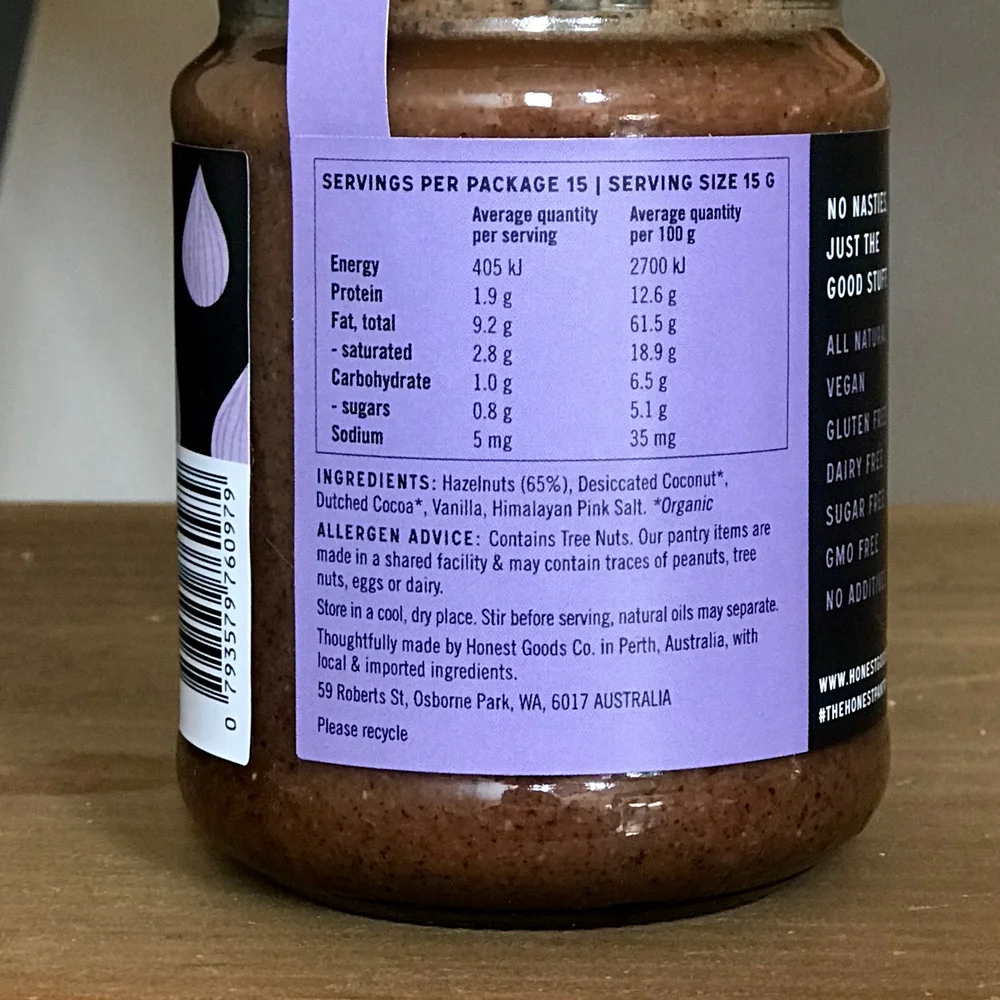 SERVINGS PER PACKAGE 15 | SERVING SIZE 15 G
Average quantity per serving Average quantity per 100 g
Energy 405 kJ 2700 kJ
Protein 1.9 g 12.6 g
Fat, total 9.2 g 61.5 g
- saturated 2.8 g 18.9 g
Carbohydrate 1.0 g 6.5 g
- sugars 0.8 g 5.1 g
Sodium 5 mg 35 mg
INGREDIENTS: Hazelnuts (65%), Desiccated Coconut*,
Dutched Cocoa*, Vanilla, Himalayan Pink Salt. *Organic
ALLERGEN ADVICE: Contains Tree Nuts. Our pantry items are
made in a shared facility & may contain traces of peanuts, tree
nuts, eggs or dairy.
Store in a cool, dry place. Stir before serving, natural oils may separate.
Thoughtfully made by Honest Goods Co. in Perth, Australia, with
local & imported ingredients.
59 Roberts St, Osborne Park, WA, 6017 AUSTRALIA
Please recycle
0 793579 760979
NO NASTIES
JUST THE
GOOD STUFF
ALL NATURAL
VEGAN
GLUTEN FREE
DAIRY FREE
SUGAR FREE
GMO FREE
NO